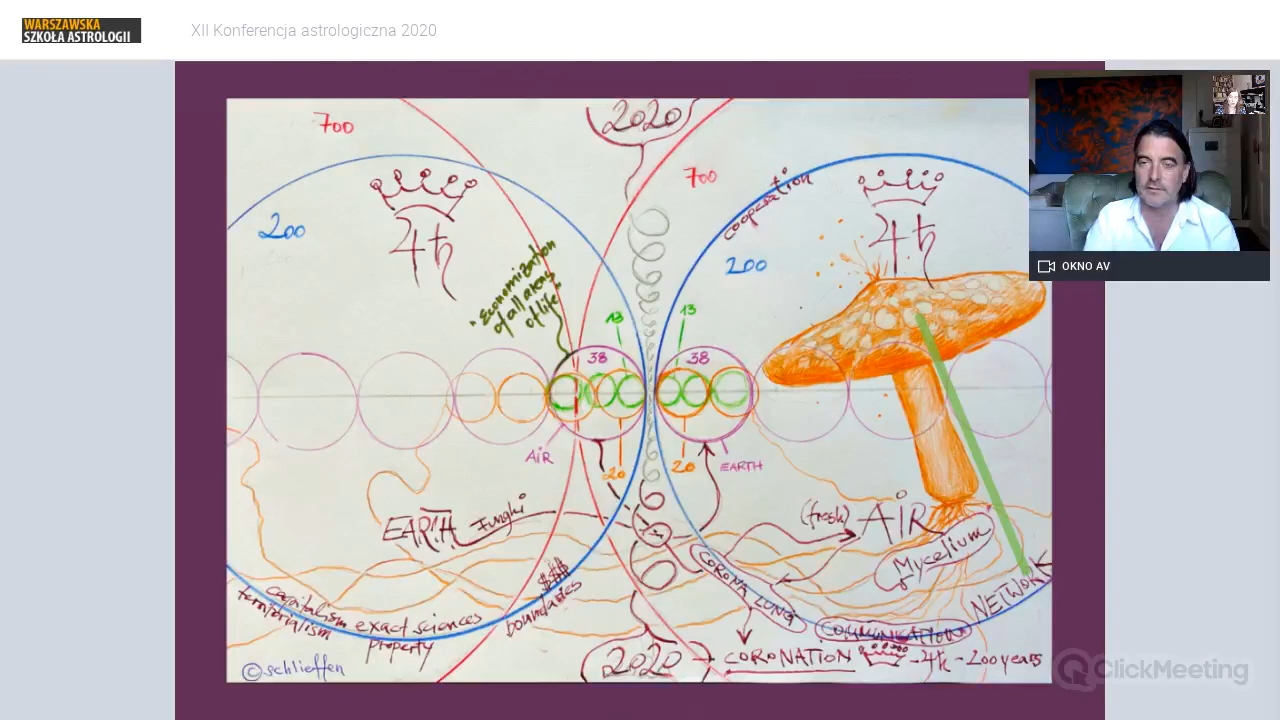 WARSZAWSKA
SZKOŁA ASTROLOGII
XII Konferencja astrologiczna 2020
2020
700
700
cooperation
200
200
"Economization
of all areas
of life"
13
13
38
38
AiR
20
20
EARTH
OKNO AV
EARTH Funghi
(fresh) AiR
Mycelium
NETWORK
CORONA LUNG
COMMUNICATION
$$$
boundaries
capitalism
territorialism
exact sciences
property
© schlieffen
2020 → CORONATION - ♃♄ - 200 years
ClickMeeting